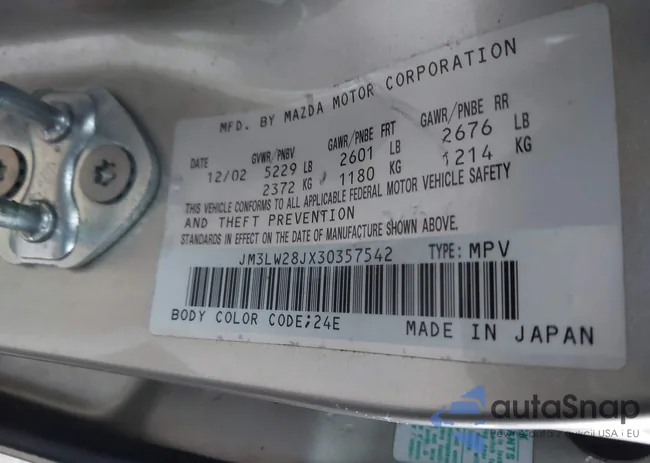 MFD. BY MAZDA MOTOR CORPORATION
DATE GVWR/PNBV GAWR/PNBE FRT GAWR/PNBE RR
12/02 5229 LB 2601 LB 2676 LB
2372 KG 1180 KG 1214 KG
THIS VEHICLE CONFORMS TO ALL APPLICABLE FEDERAL MOTOR VEHICLE SAFETY
AND THEFT PREVENTION
STANDARDS IN EFFECT ON THE DATE OF MANUFACTURE SHOWN ABOVE.
JM3LW28JX30357542 TYPE: MPV
BODY COLOR CODE;24E MADE IN JAPAN
autoSnap